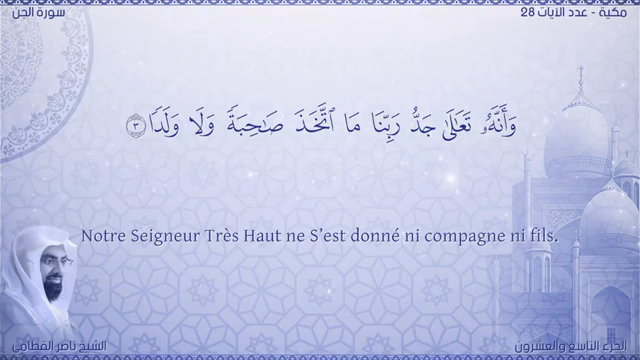 مكية - عدد الآيات 28
سورة الجن
وَأَنَّهُۥ تَعَٰلَىٰ جَدُّ رَبِّنَا مَا ٱتَّخَذَ صَٰحِبَةً وَلَا وَلَدًا ٣
Notre Seigneur Très Haut ne S’est donné ni compagne ni fils.
الجزء التاسع والعشرون
الشيخ ناصر القطامي